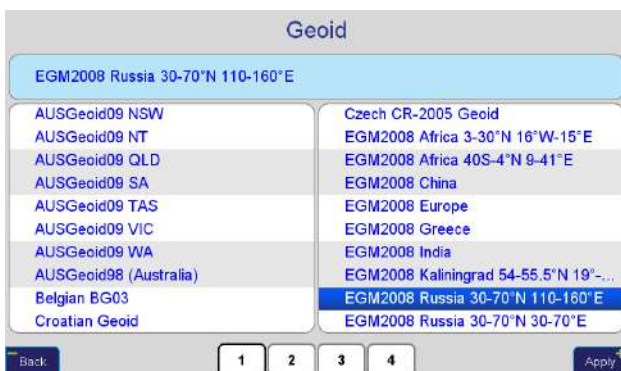 Geoid
EGM2008 Russia 30-70°N 110-160°E
AUSGeoid09 NSW
AUSGeoid09 NT
AUSGeoid09 QLD
AUSGeoid09 SA
AUSGeoid09 TAS
AUSGeoid09 VIC
AUSGeoid09 WA
AUSGeoid98 (Australia)
Belgian BG03
Croatian Geoid
Czech CR-2005 Geoid
EGM2008 Africa 3-30°N 16°W-15°E
EGM2008 Africa 40S-4°N 9-41°E
EGM2008 China
EGM2008 Europe
EGM2008 Greece
EGM2008 India
EGM2008 Kaliningrad 54-55.5°N 19°-...
EGM2008 Russia 30-70°N 110-160°E
EGM2008 Russia 30-70°N 30-70°E
Back 1 2 3 4 Apply